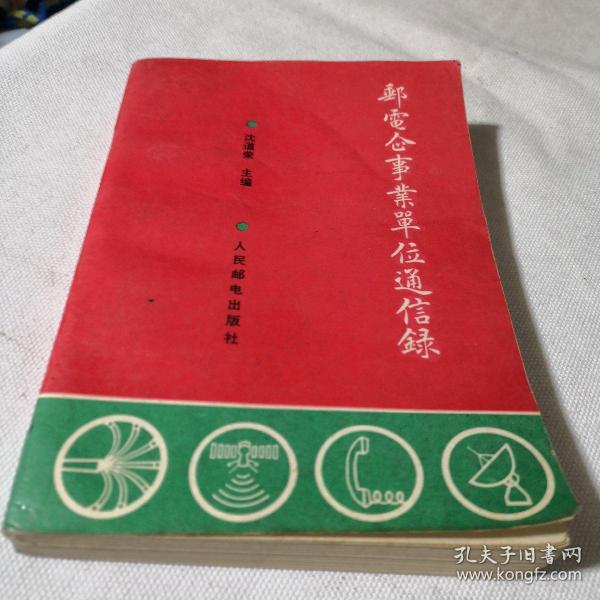 郵電企事業單位通信録
沈道荣 主编
人民邮电出版社
孔夫子旧書网
www.kongfz.com